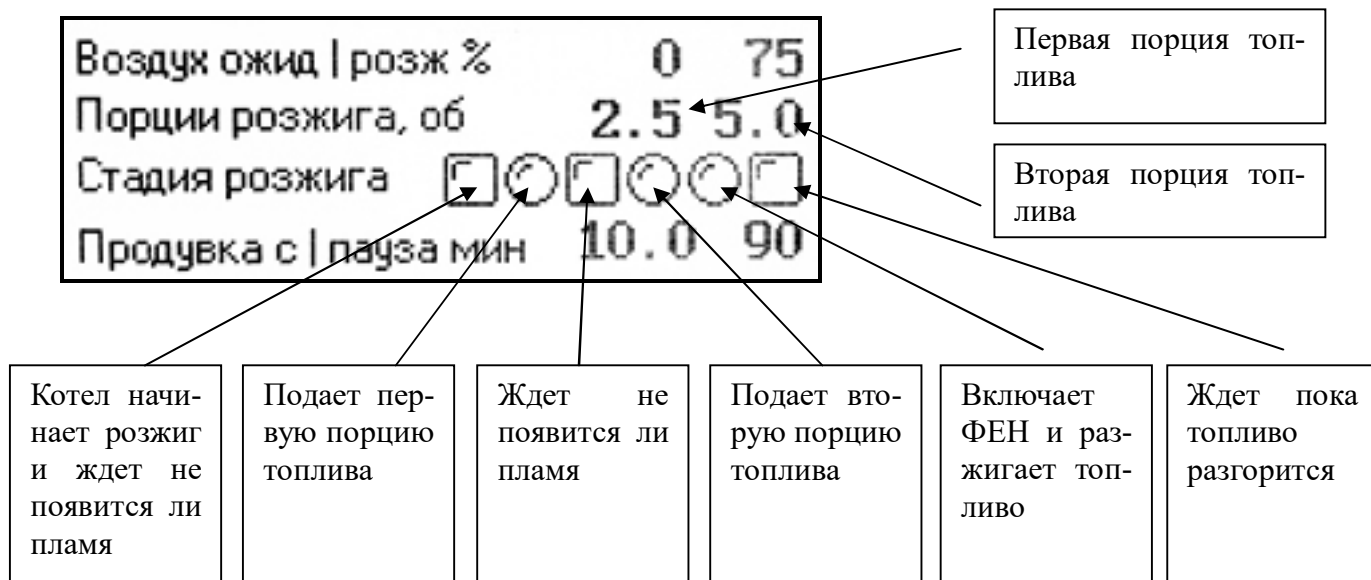 Воздух ожид | розж % 0 75
Порции розжига, об 2.5 5.0
Стадия розжига
Продувка с | пауза мин 10.0 90
Первая порция топ-
лива
Вторая порция топ-
лива
Котел начи-
нает розжиг
и ждет не
появится ли
пламя
Подает пер-
вую порцию
топлива
Ждет не
появится ли
пламя
Подает вто-
рую порцию
топлива
Включает
ФЕН и раз-
жигает топ-
ливо
Ждет пока
топливо
разгорится